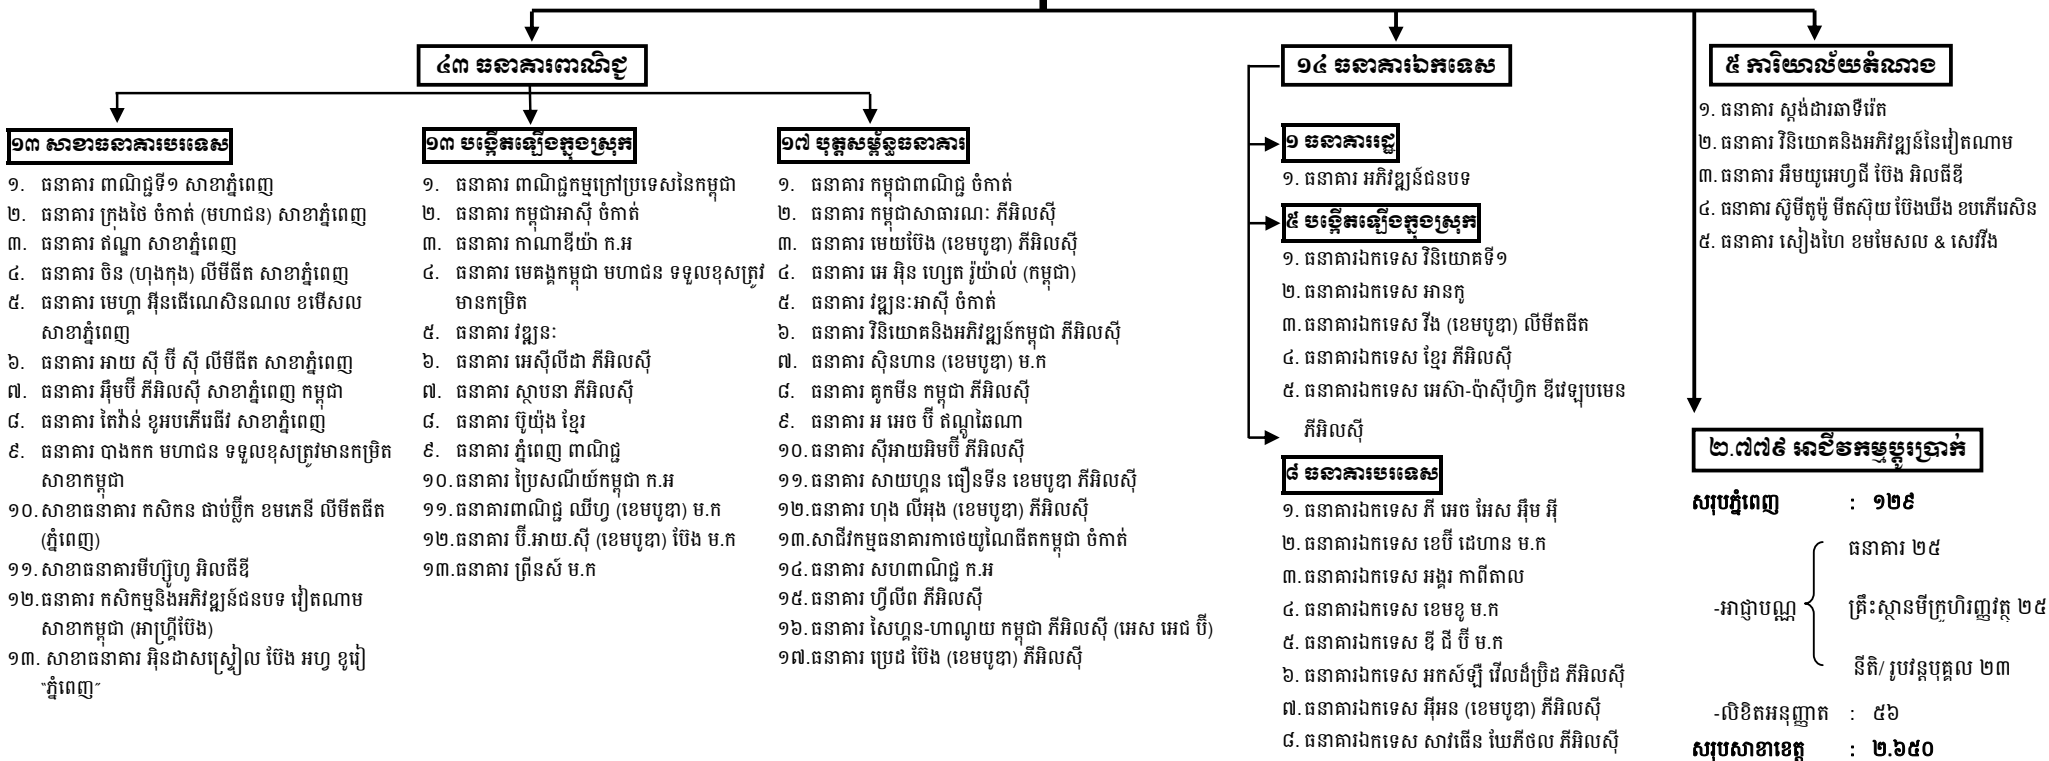 ៤៣ ធនាគារពាណិជ្ជ
១៣ សាខាធនាគារបរទេស
១. ធនាគារ ពាណិជ្ជទី១ សាខាភ្នំពេញ
២. ធនាគារ ក្រុងថៃ ចំកាត់ (មហាជន) សាខាភ្នំពេញ
៣. ធនាគារ ឥណ្ឌា សាខាភ្នំពេញ
៤. ធនាគារ ចិន (ហុងកុង) លីមីធីត សាខាភ្នំពេញ
៥. ធនាគារ មេហ្គា អ៊ីនធើណេសិនណល ខមើសល
សាខាភ្នំពេញ
៦. ធនាគារ អាយ ស៊ី ប៊ី ស៊ី លីមីធីត សាខាភ្នំពេញ
៧. ធនាគារ អ៊ឹមប៊ី ភីអិលស៊ី សាខាភ្នំពេញ កម្ពុជា
៨. ធនាគារ តៃវ៉ាន់ ខូអបភើរេធីវ សាខាភ្នំពេញ
៩. ធនាគារ បាងកក មហាជន ទទួលខុសត្រូវមានកម្រិត
សាខាកម្ពុជា
១០.សាខាធនាគារ កសិកន ផាប់ប្លឹក ខមភេនី លីមីតធីត
(ភ្នំពេញ)
១១.សាខាធនាគារមីហ្ស៊ូហូ អិលធីឌី
១២.ធនាគារ កសិកម្មនិងអភិវឌ្ឍន៍ជនបទ វៀតណាម
សាខាកម្ពុជា (អាហ្គ្រីប៊ែង)
១៣. សាខាធនាគារ អ៊ិនដាសស្ទ្រៀល ប៊ែង អហ្វ ខូរៀ
"ភ្នំពេញ"
១៣ បង្កើតឡើងក្នុងស្រុក
១. ធនាគារ ពាណិជ្ជកម្មក្រៅប្រទេសនៃកម្ពុជា
២. ធនាគារ កម្ពុជាអាស៊ី ចំកាត់
៣. ធនាគារ កាណាឌីយ៉ា ក.អ
៤. ធនាគារ មេគង្គកម្ពុជា មហាជន ទទួលខុសត្រូវ
មានកម្រិត
៥. ធនាគារ វឌ្ឍនៈ
៦. ធនាគារ អេស៊ីលីដា ភីអិលស៊ី
៧. ធនាគារ ស្ថាបនា ភីអិលស៊ី
៨. ធនាគារ ប៊ូយ៉ុង ខ្មែរ
៩. ធនាគារ ភ្នំពេញ ពាណិជ្ជ
១០.ធនាគារ ប្រៃសណីយ៍កម្ពុជា ក.អ
១១.ធនាគារពាណិជ្ជ ឈីហ្វ (ខេមបូឌា) ម.ក
១២.ធនាគារ ប៊ី.អាយ.ស៊ី (ខេមបូឌា) ប៊ែង ម.ក
១៣.ធនាគារ ព្រីនស៍ ម.ក
១៧ បុត្តសម្ព័ន្ធធនាគារ
១. ធនាគារ កម្ពុជាពាណិជ្ជ ចំកាត់
២. ធនាគារ កម្ពុជាសាធារណៈ ភីអិលស៊ី
៣. ធនាគារ មេយប៊ែង (ខេមបូឌា) ភីអិលស៊ី
៤. ធនាគារ អេ អ៊ិន ហ្សេត រ៉ូយ៉ាល់ (កម្ពុជា)
៥. ធនាគារ វឌ្ឍនៈអាស៊ី ចំកាត់
៦. ធនាគារ វិនិយោគនិងអភិវឌ្ឍន៍កម្ពុជា ភីអិលស៊ី
៧. ធនាគារ ស៊ិនហាន (ខេមបូឌា) ម.ក
៨. ធនាគារ គូកមីន កម្ពុជា ភីអិលស៊ី
៩. ធនាគារ អ អេច ប៊ី ឥណ្ឌូឆៃណា
១០.ធនាគារ ស៊ីអាយអិមប៊ី ភីអិលស៊ី
១១.ធនាគារ សាយហ្គន ធឿនទីន ខេមបូឌា ភីអិលស៊ី
១២.ធនាគារ ហុង លីអុង (ខេមបូឌា) ភីអិលស៊ី
១៣.សាជីវកម្មធនាគារកាថេយូណៃធីតកម្ពុជា ចំកាត់
១៤.ធនាគារ សហពាណិជ្ជ ក.អ
១៥.ធនាគារ ហ្វីលីព ភីអិលស៊ី
១៦.ធនាគារ សៃហ្គន-ហាណូយ កម្ពុជា ភីអិលស៊ី (អេស អេជ ប៊ី)
១៧.ធនាគារ ប្រេដ ប៊ែង (ខេមបូឌា) ភីអិលស៊ី
១៤ ធនាគារឯកទេស
១ ធនាគាររដ្ឋ
១. ធនាគារ អភិវឌ្ឍន៍ជនបទ
៥ បង្កើតឡើងក្នុងស្រុក
១. ធនាគារឯកទេស វិនិយោគទី១
២. ធនាគារឯកទេស អានកូ
៣. ធនាគារឯកទេស វីង (ខេមបូឌា) លីមីតធីត
៤. ធនាគារឯកទេស ខ្មែរ ភីអិលស៊ី
៥. ធនាគារឯកទេស អេស៊ា-ប៉ាស៊ីហ្វិក ឌីវេឡុបមេន
ភីអិលស៊ី
៨ ធនាគារបរទេស
១. ធនាគារឯកទេស ភី អេច អែស អ៊ឹម អ៊ី
២. ធនាគារឯកទេស ខេប៊ី ដេហាន ម.ក
៣. ធនាគារឯកទេស អង្គរ កាពីតាល
៤. ធនាគារឯកទេស ខេមខូ ម.ក
៥. ធនាគារឯកទេស ឌី ជី ប៊ី ម.ក
៦. ធនាគារឯកទេស អកស៍ឡឺ វើលដ៏ប្រ៊ិដ ភីអិលស៊ី
៧. ធនាគារឯកទេស អ៊ីអន (ខេមបូឌា) ភីអិលស៊ី
៨. ធនាគារឯកទេស សាវធើន ឃែភីថល ភីអិលស៊ី
៥ ការិយាល័យតំណាង
១. ធនាគារ ស្តង់ដារឆាទឺរ៉េត
២. ធនាគារ វិនិយោគនិងអភិវឌ្ឍន៍នៃវៀតណាម
៣. ធនាគារ អឹមយូអេហ្វជី ប៊ែង អិលធីឌី
៤. ធនាគារ ស៊ូមីតូម៉ូ មីតស៊ុយ ប៊ែងឃីង ខបភើរេសិន
៥. ធនាគារ សៀងហៃ ខមមែសល & សេវវីង
២.៧៧៩ អាជីវកម្មប្តូរប្រាក់
សរុបភ្នំពេញ : ១២៩
ធនាគារ ២៥
-អាជ្ញាបណ្ណ គ្រឹះស្ថានមីក្រូហិរញ្ញវត្ថុ ២៥
នីតិ/ រូបវន្តបុគ្គល ២៣
-លិខិតអនុញ្ញាត : ៥៦
សរុបសាខាខេត្ត : ២.៦៥០